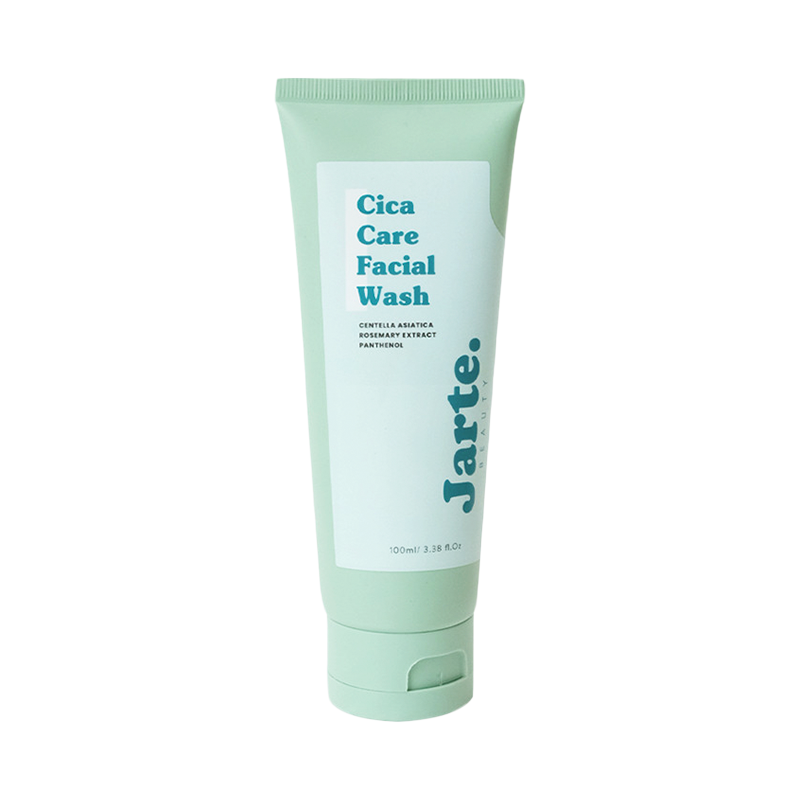 Cica
Care
Facial
Wash
CENTELLA ASIATICA
ROSEMARY EXTRACT
PANTHENOL
Jarte.
BEAUTY
100ml/ 3.38 fl.Oz